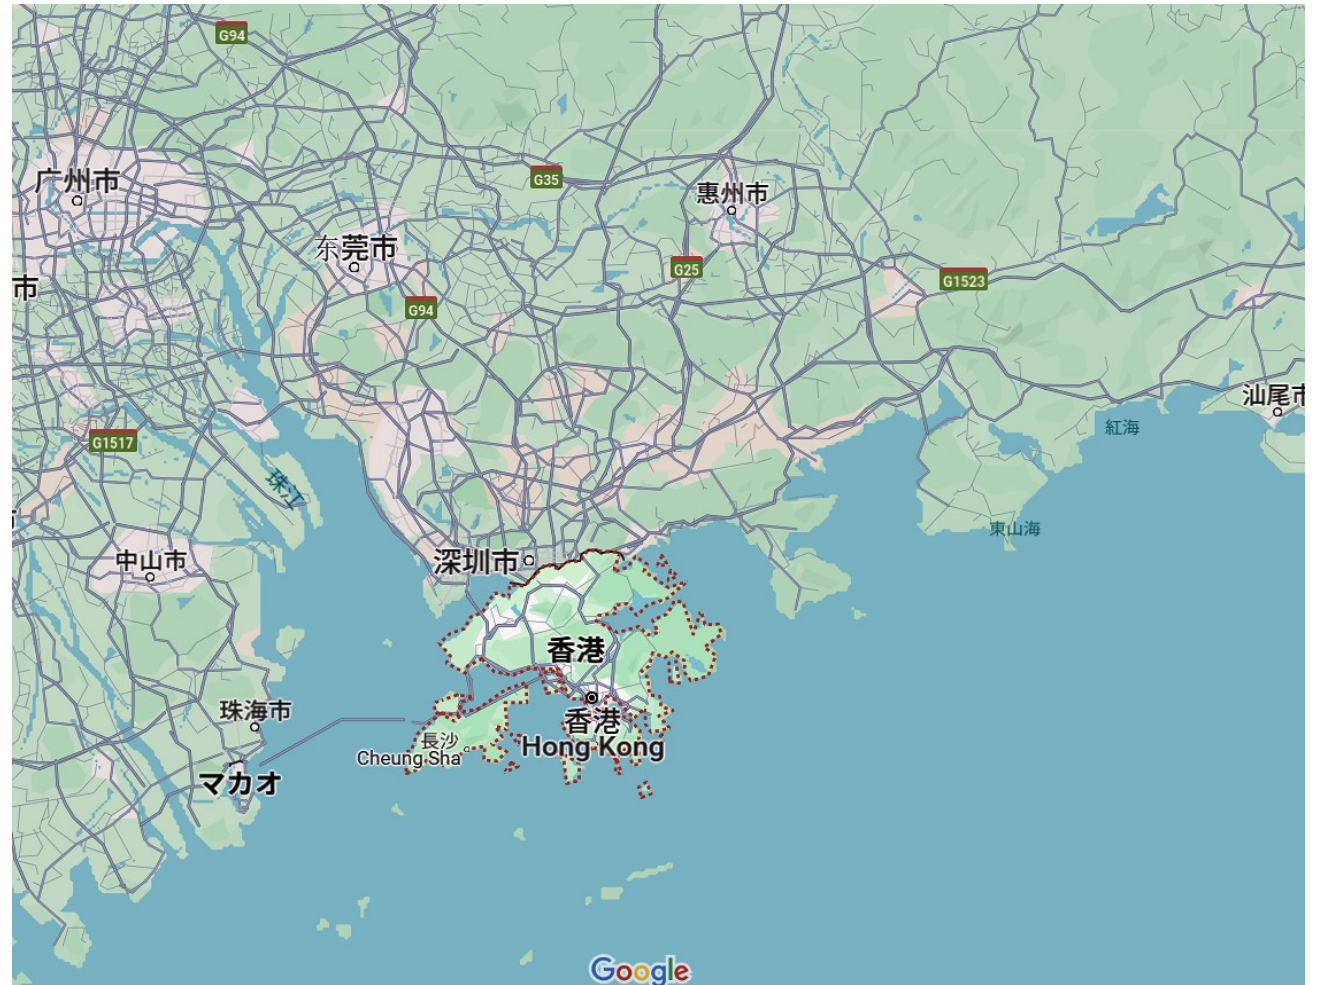 G94
广州市
G35
惠州市
东莞市
G25
G1523
市
G94
汕尾市
紅海
G1517
珠江
東山海
中山市
深圳市
香港
珠海市
香港
Hong Kong
長沙
Cheung Sha
マカオ
Google